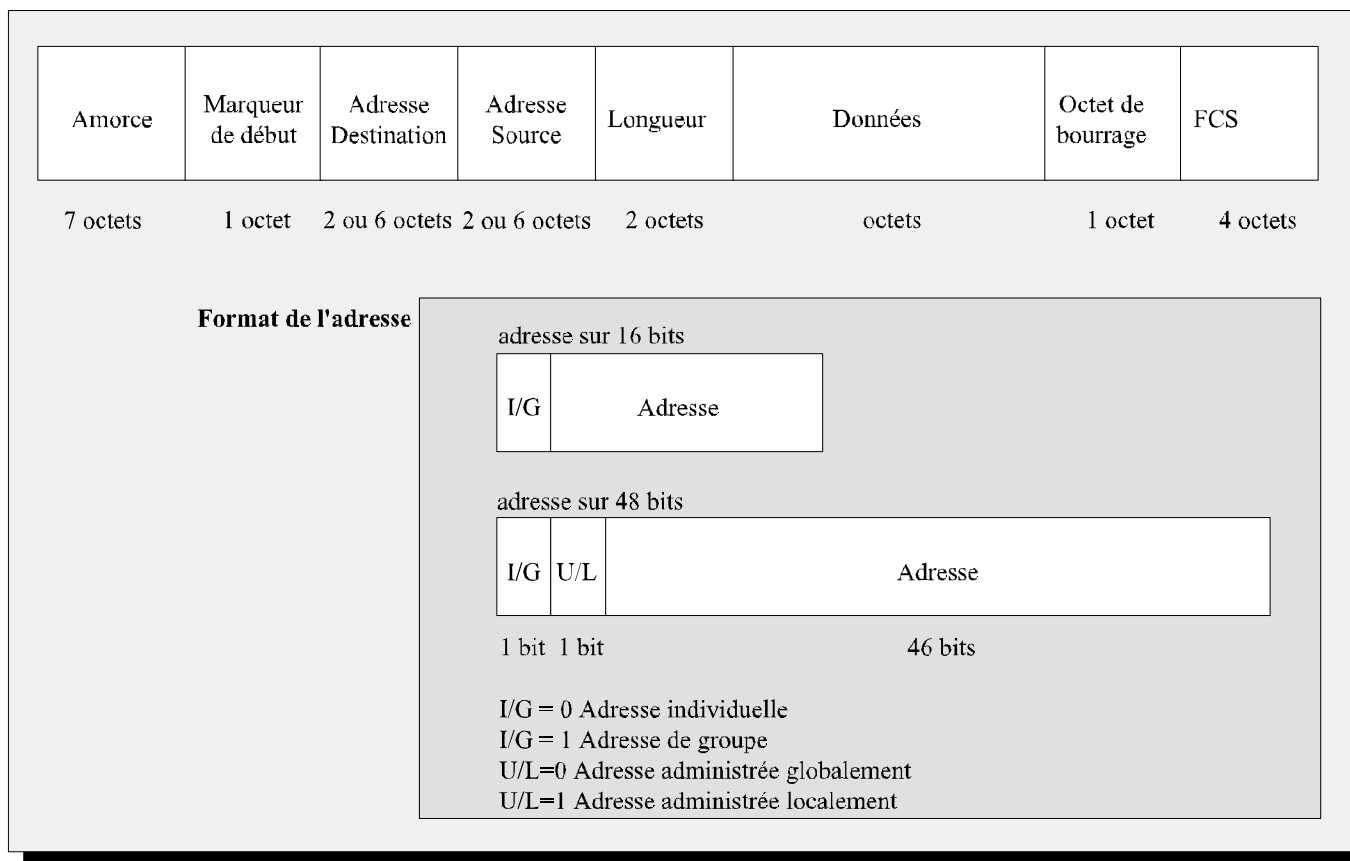 Amorce
Marqueur
de début
Adresse
Destination
Adresse
Source
Longueur
Données
Octet de
bourrage
FCS
7 octets
1 octet
2 ou 6 octets
2 ou 6 octets
2 octets
octets
1 octet
4 octets
Format de l'adresse
adresse sur 16 bits
I/G
Adresse
adresse sur 48 bits
I/G
U/L
Adresse
1 bit
1 bit
46 bits
I/G = 0 Adresse individuelle
I/G = 1 Adresse de groupe
U/L=0 Adresse administrée globalement
U/L=1 Adresse administrée localement